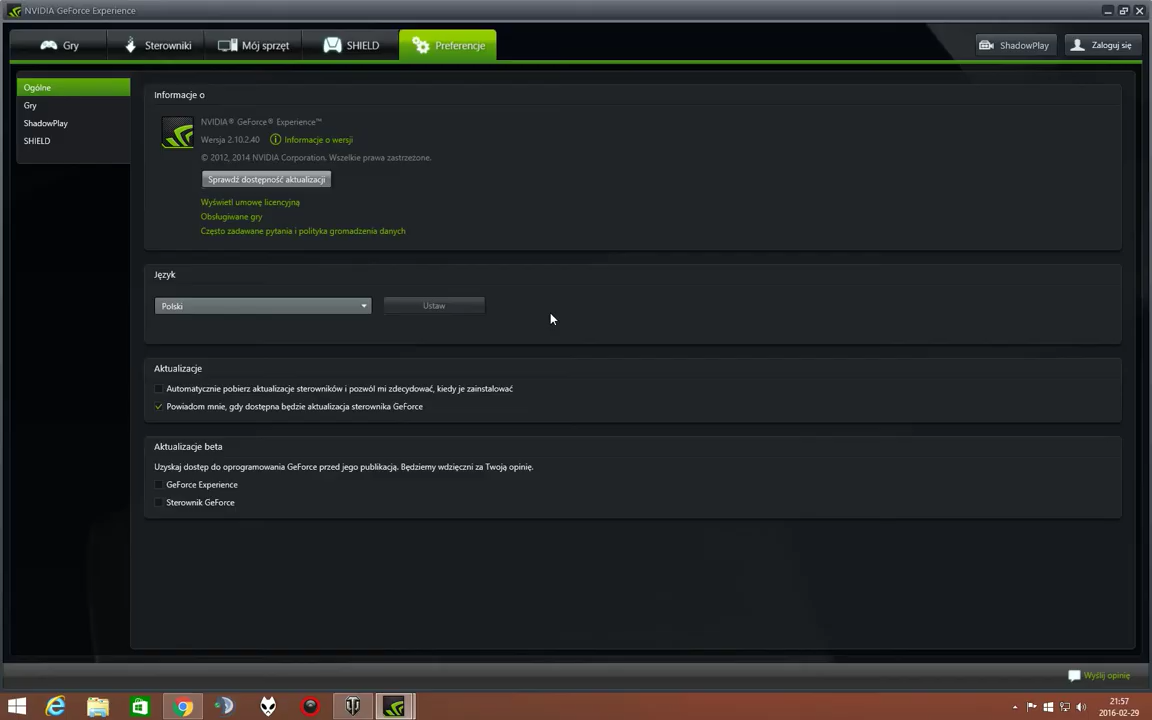 NVIDIA GeForce Experience
Gry
Sterowniki
Mój sprzęt
SHIELD
Preferencje
ShadowPlay
Zaloguj się
Ogólne
Gry
ShadowPlay
SHIELD
Informacje o
NVIDIA® GeForce® Experience™
Wersja 2.10.2.40
Informacje o wersji
© 2012, 2014 NVIDIA Corporation. Wszelkie prawa zastrzeżone.
Sprawdź dostępność aktualizacji
Wyświetl umowę licencyjną
Obsługiwane gry
Często zadawane pytania i polityka gromadzenia danych
Język
Polski
Ustaw
Aktualizacje
Automatycznie pobierz aktualizacje sterowników i pozwól mi zdecydować, kiedy je zainstalować
Powiadom mnie, gdy dostępna będzie aktualizacja sterownika GeForce
Aktualizacje beta
Uzyskaj dostęp do oprogramowania GeForce przed jego publikacją. Będziemy wdzięczni za Twoją opinię.
GeForce Experience
Sterownik GeForce
Wyślij opinię
21:57
2016-02-29